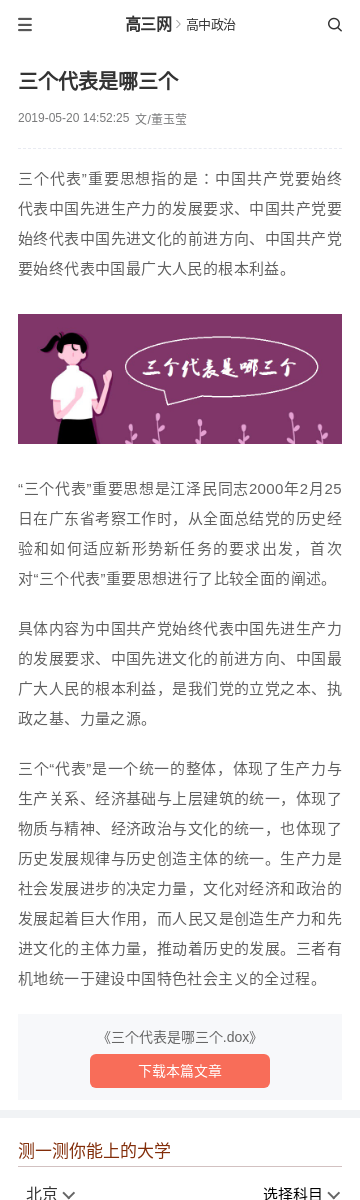 高三网 > 高中政治
三个代表是哪三个
2019-05-20 14:52:25 文/董玉莹
三个代表”重要思想指的是：中国共产党要始终
代表中国先进生产力的发展要求、中国共产党要
始终代表中国先进文化的前进方向、中国共产党
要始终代表中国最广大人民的根本利益。
三个代表是哪三个
“三个代表”重要思想是江泽民同志2000年2月25
日在广东省考察工作时，从全面总结党的历史经
验和如何适应新形势新任务的要求出发，首次
对“三个代表”重要思想进行了比较全面的阐述。
具体内容为中国共产党始终代表中国先进生产力
的发展要求、中国先进文化的前进方向、中国最
广大人民的根本利益，是我们党的立党之本、执
政之基、力量之源。
三个“代表”是一个统一的整体，体现了生产力与
生产关系、经济基础与上层建筑的统一，体现了
物质与精神、经济政治与文化的统一，也体现了
历史发展规律与历史创造主体的统一。生产力是
社会发展进步的决定力量，文化对经济和政治的
发展起着巨大作用，而人民又是创造生产力和先
进文化的主体力量，推动着历史的发展。三者有
机地统一于建设中国特色社会主义的全过程。
《三个代表是哪三个.dox》
下载本篇文章
测一测你能上的大学
北京 选择科目